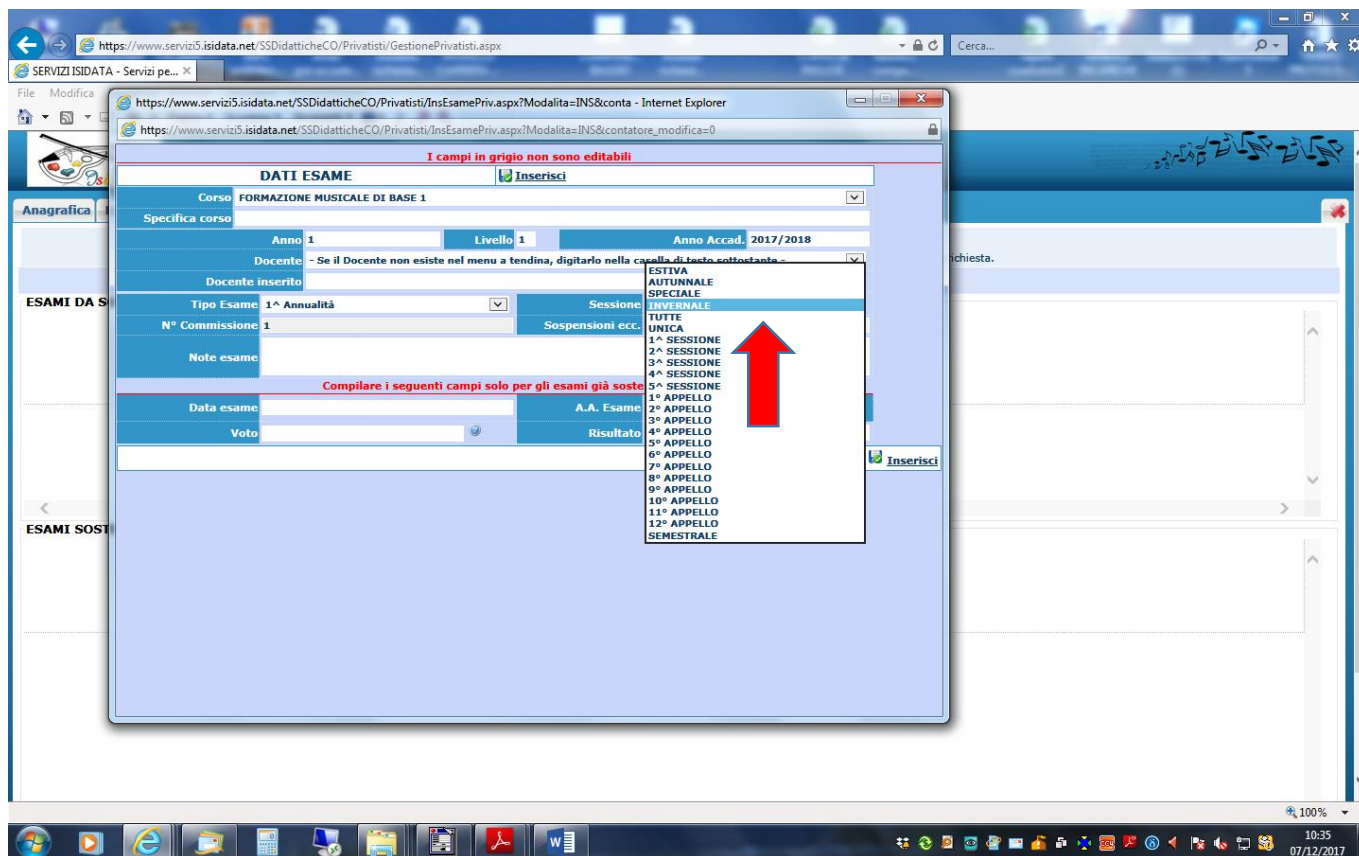 https://www.servizi5.isidata.net/SSDidatticheCO/Privatisti/GestionePrivatisti.aspx
Cerca...
SERVIZI ISIDATA - Servizi pe...
File Modifica
https://www.servizi5.isidata.net/SSDidatticheCO/Privatisti/InsEsamePriv.aspx?Modalita=INS&conta - Internet Explorer
https://www.servizi5.isidata.net/SSDidatticheCO/Privatisti/InsEsamePriv.aspx?Modalita=INS&contatore_modifica=0
I campi in grigio non sono editabili
DATI ESAME Inserisci
Corso FORMAZIONE MUSICALE DI BASE 1
Anagrafica
Specifica corso
Anno 1 Livello 1 Anno Accad. 2017/2018
Docente - Se il Docente non esiste nel menu a tendina, digitarlo nella casella di testo sottostante -
ichiesta.
Docente inserito
ESAMI DA S
Tipo Esame 1^ Annualità Sessione
N° Commissione 1 Sospensioni ecc.
Note esame
Compilare i seguenti campi solo per gli esami già soste
Data esame A.A. Esame
Voto Risultato
ESTIVA
AUTUNNALE
SPECIALE
INVERNALE
TUTTE
UNICA
1^ SESSIONE
2^ SESSIONE
3^ SESSIONE
4^ SESSIONE
5^ SESSIONE
1° APPELLO
2° APPELLO
3° APPELLO
4° APPELLO
5° APPELLO
6° APPELLO
7° APPELLO
8° APPELLO
9° APPELLO
10° APPELLO
11° APPELLO
12° APPELLO
SEMESTRALE
Inserisci
ESAMI SOST
100%
10:35
07/12/2017